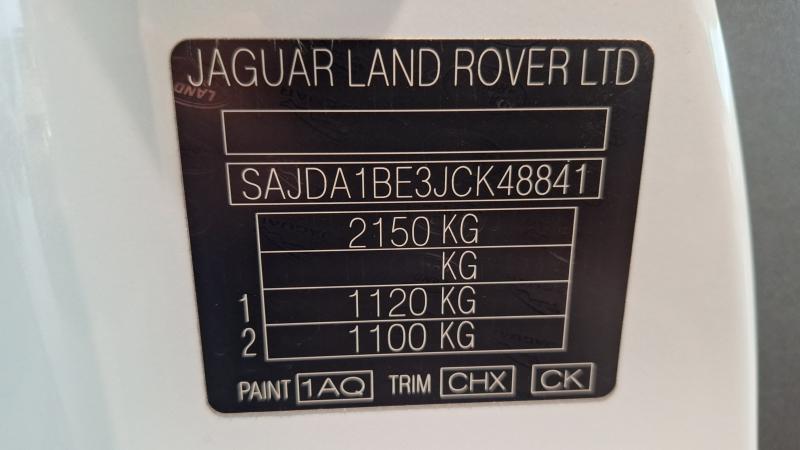 JAGUAR LAND ROVER LTD
SAJDA1BE3JCK48841
2150 KG
KG
1 1120 KG
2 1100 KG
PAINT 1AQ TRIM CHX CK